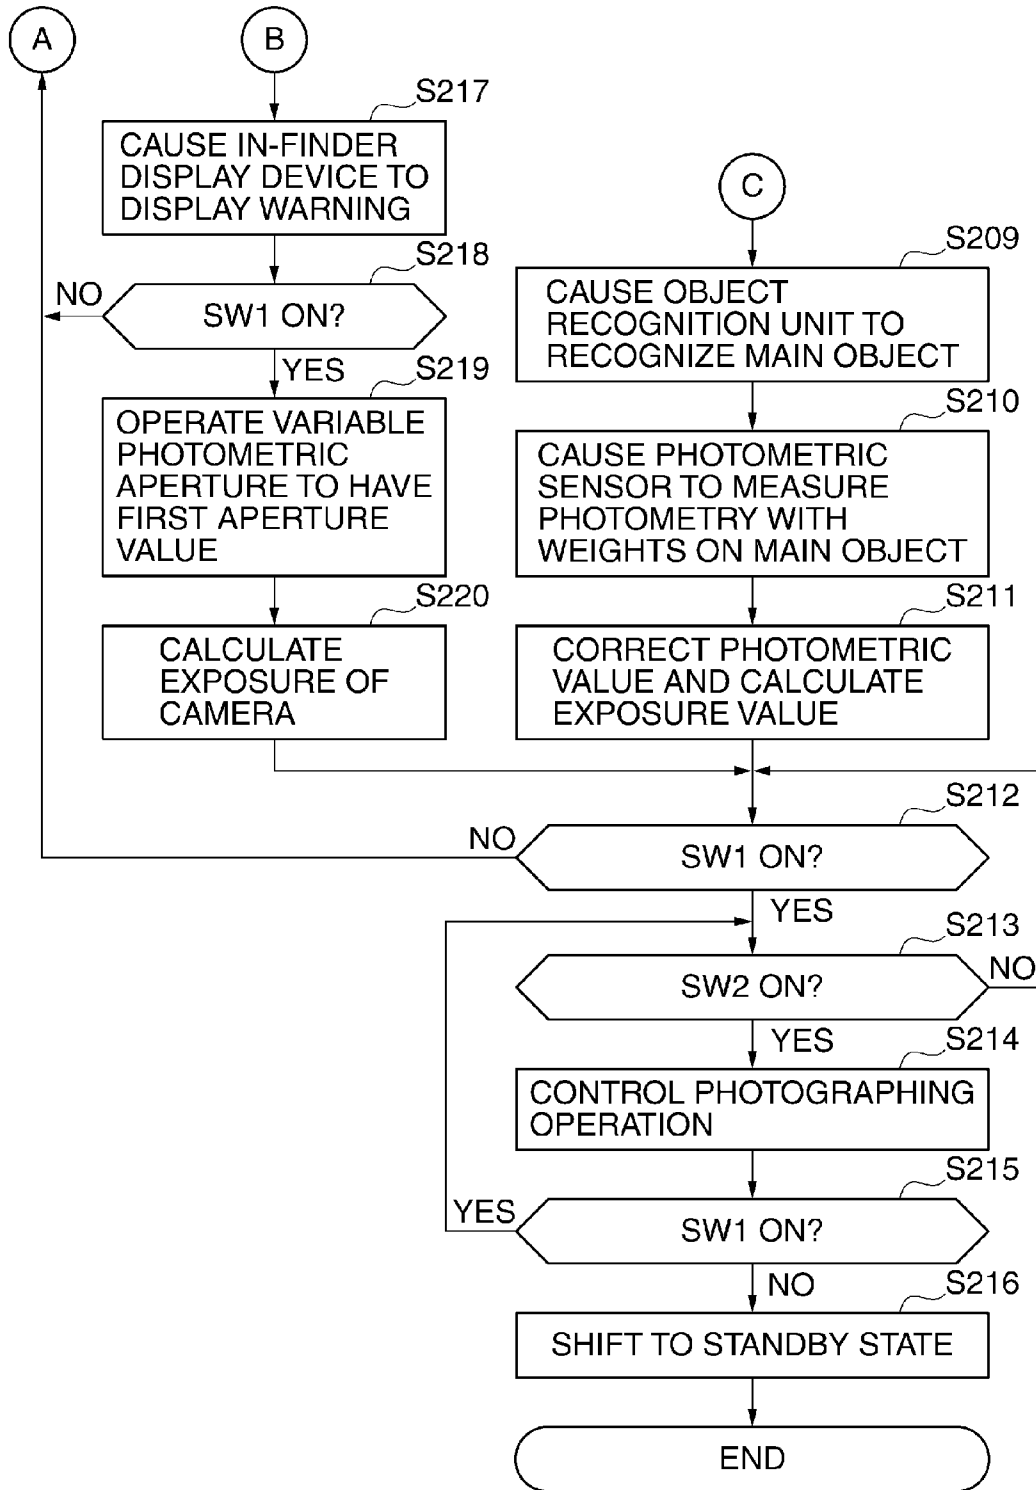 A
B
S217
CAUSE IN-FINDER
DISPLAY DEVICE TO
DISPLAY WARNING
S218
NO
SW1 ON?
YES
S219
OPERATE VARIABLE
PHOTOMETRIC
APERTURE TO HAVE
FIRST APERTURE
VALUE
S220
CALCULATE
EXPOSURE OF
CAMERA
C
S209
CAUSE OBJECT
RECOGNITION UNIT TO
RECOGNIZE MAIN OBJECT
S210
CAUSE PHOTOMETRIC
SENSOR TO MEASURE
PHOTOMETRY WITH
WEIGHTS ON MAIN OBJECT
S211
CORRECT PHOTOMETRIC
VALUE AND CALCULATE
EXPOSURE VALUE
S212
NO
SW1 ON?
YES
S213
SW2 ON?
NO
YES
S214
CONTROL PHOTOGRAPHING
OPERATION
S215
YES
SW1 ON?
NO
S216
SHIFT TO STANDBY STATE
END